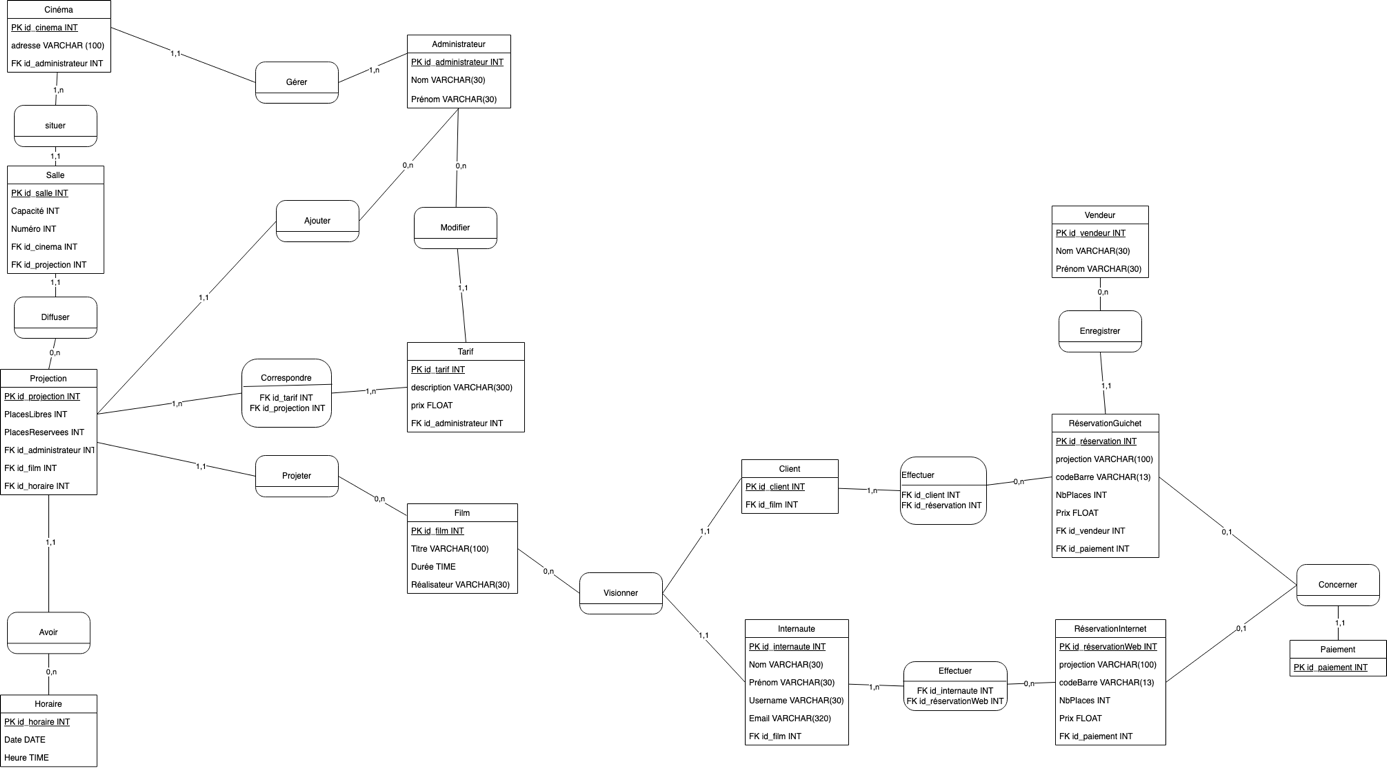 Cinéma
PK id_cinema INT
adresse VARCHAR (100)
FK id_administrateur INT
1,1
Gérer
1,n
Administrateur
PK id_administrateur INT
Nom VARCHAR(30)
Prénom VARCHAR(30)
1,n
situer
1,1
Salle
PK id_salle INT
Capacité INT
Numéro INT
FK id_cinema INT
FK id_projection INT
1,1
Diffuser
0,n
0,n
Ajouter
1,1
0,n
Modifier
1,1
Projection
PK id_projection INT
PlacesLibres INT
PlacesReservees INT
FK id_administrateur INT
FK id_film INT
FK id_horaire INT
1,n
Correspondre
FK id_tarif INT
FK id_projection INT
1,n
Tarif
PK id_tarif INT
description VARCHAR(300)
prix FLOAT
FK id_administrateur INT
1,1
Projeter
0,n
Film
PK id_film INT
Titre VARCHAR(100)
Durée TIME
Réalisateur VARCHAR(30)
1,1
Avoir
0,n
Horaire
PK id_horaire INT
Date DATE
Heure TIME
0,n
Visionner
1,1
1,1
Client
PK id_client INT
FK id_film INT
1,n
Effectuer
FK id_client INT
FK id_réservation INT
0,n
Vendeur
PK id_vendeur INT
Nom VARCHAR(30)
Prénom VARCHAR(30)
0,n
Enregistrer
1,1
RéservationGuichet
PK id_réservation INT
projection VARCHAR(100)
codeBarre VARCHAR(13)
NbPlaces INT
Prix FLOAT
FK id_vendeur INT
FK id_paiement INT
Internaute
PK id_internaute INT
Nom VARCHAR(30)
Prénom VARCHAR(30)
Username VARCHAR(30)
Email VARCHAR(320)
FK id_film INT
1,n
Effectuer
FK id_internaute INT
FK id_réservationWeb INT
0,n
RéservationInternet
PK id_réservationWeb INT
projection VARCHAR(100)
codeBarre VARCHAR(13)
NbPlaces INT
Prix FLOAT
FK id_paiement INT
0,1
0,1
Concerner
1,1
Paiement
PK id_paiement INT